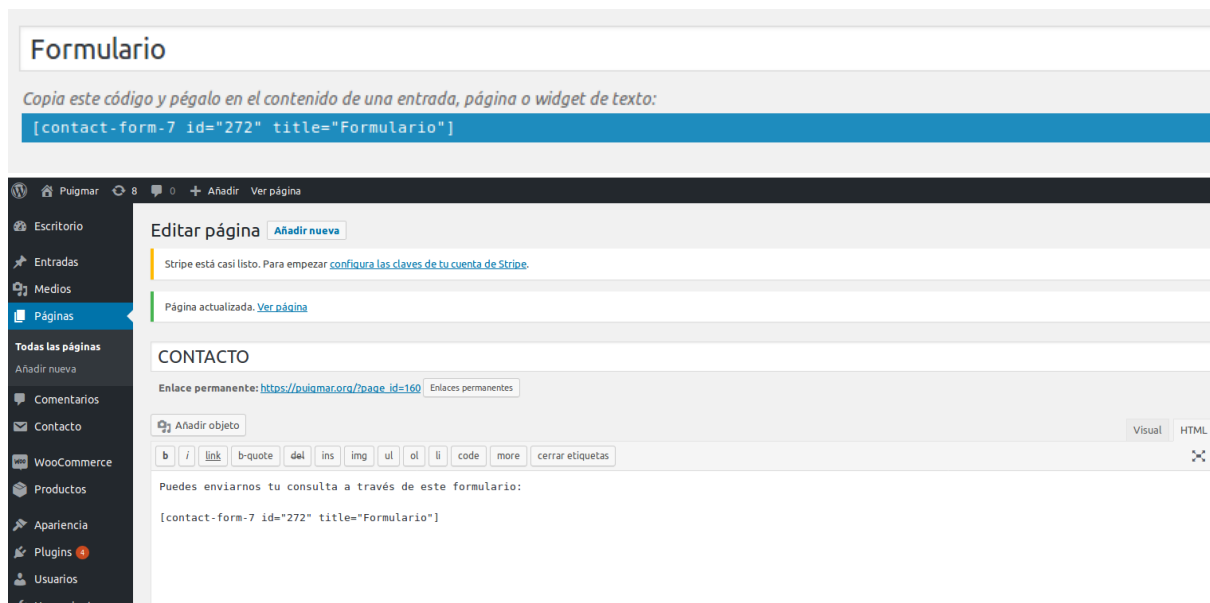 Formulario
Copia este código y pégalo en el contenido de una entrada, página o widget de texto:
[contact-form-7 id="272" title="Formulario"]
Puigmar 8 0 Añadir Ver página
Escritorio
Entradas
Medios
Páginas
Todas las páginas
Añadir nueva
Comentarios
Contacto
WooCommerce
Productos
Apariencia
Plugins 4
Usuarios
Editar página Añadir nueva
Stripe está casi listo. Para empezar configura las claves de tu cuenta de Stripe.
Página actualizada. Ver página
CONTACTO
Enlace permanente: https://puigmar.org/?page_id=160 Enlaces permanentes
Añadir objeto
Visual HTML
b i link b-quote del ins img ul ol li code more cerrar etiquetas
Puedes enviarnos tu consulta a través de este formulario:
[contact-form-7 id="272" title="Formulario"]